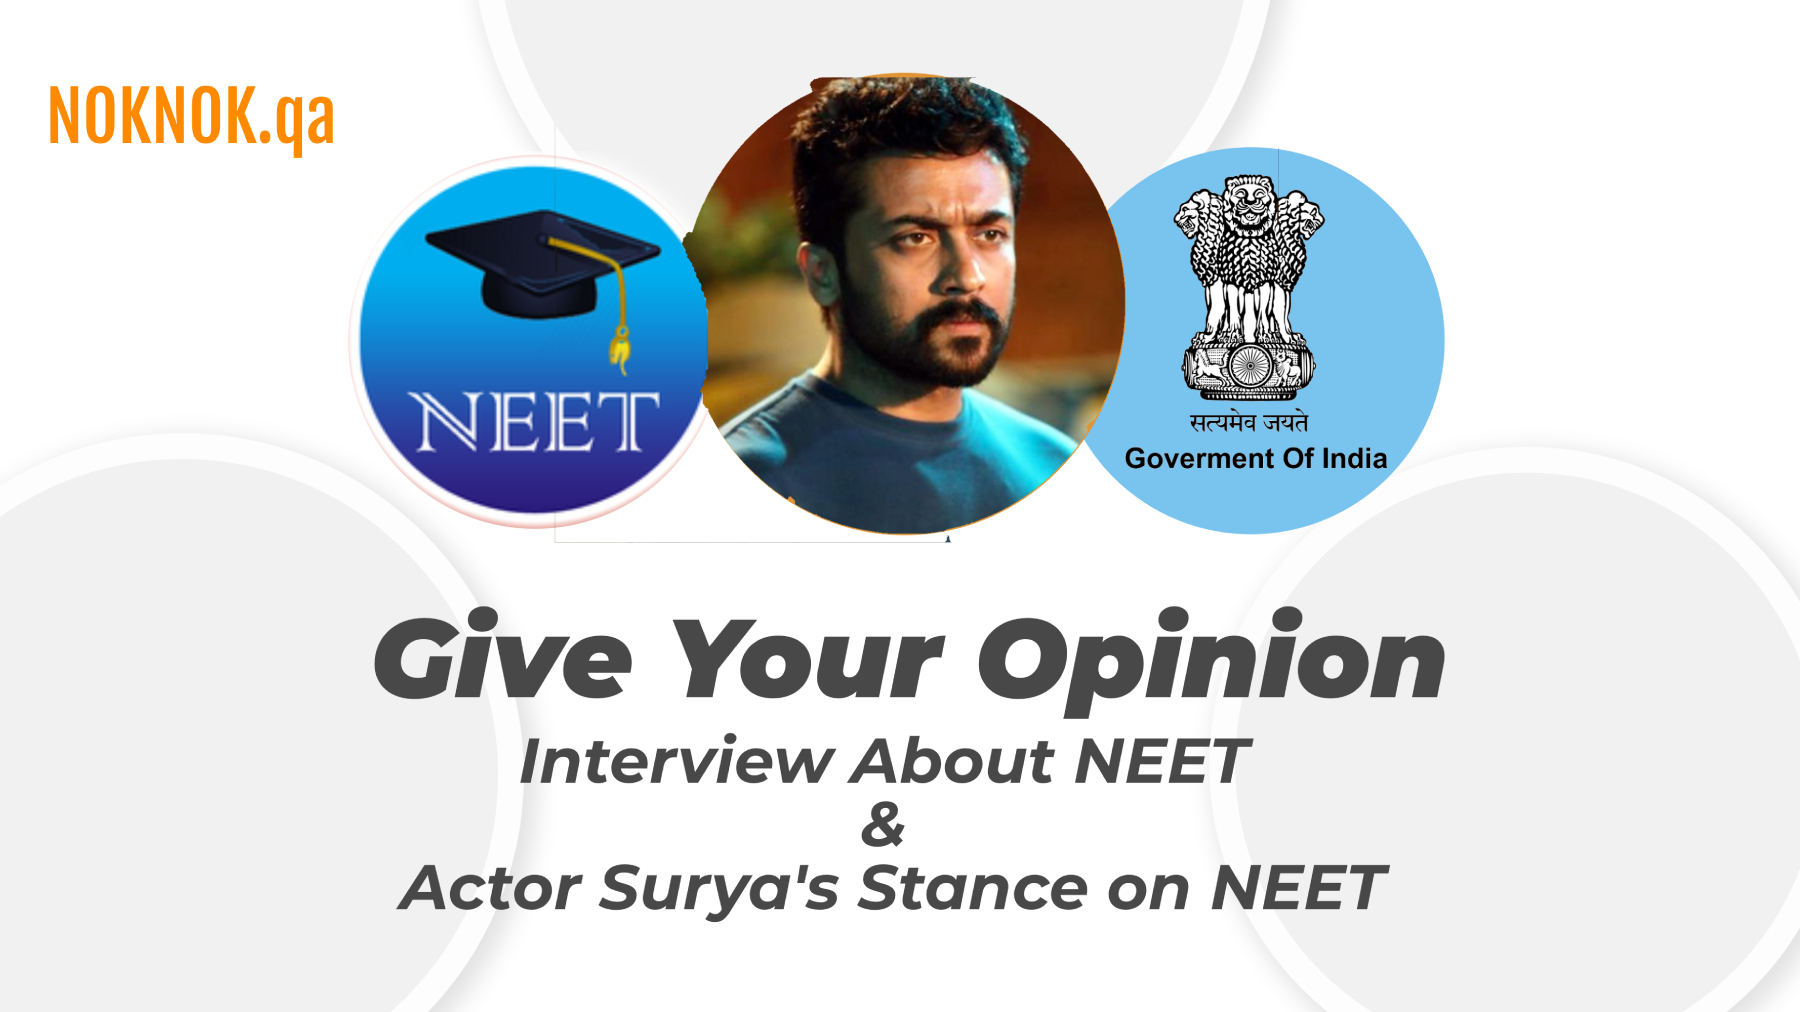 NOKNOK.qa
NEET
सत्यमेव जयते
Goverment Of India
Give Your Opinion
Interview About NEET
&
Actor Surya's Stance on NEET